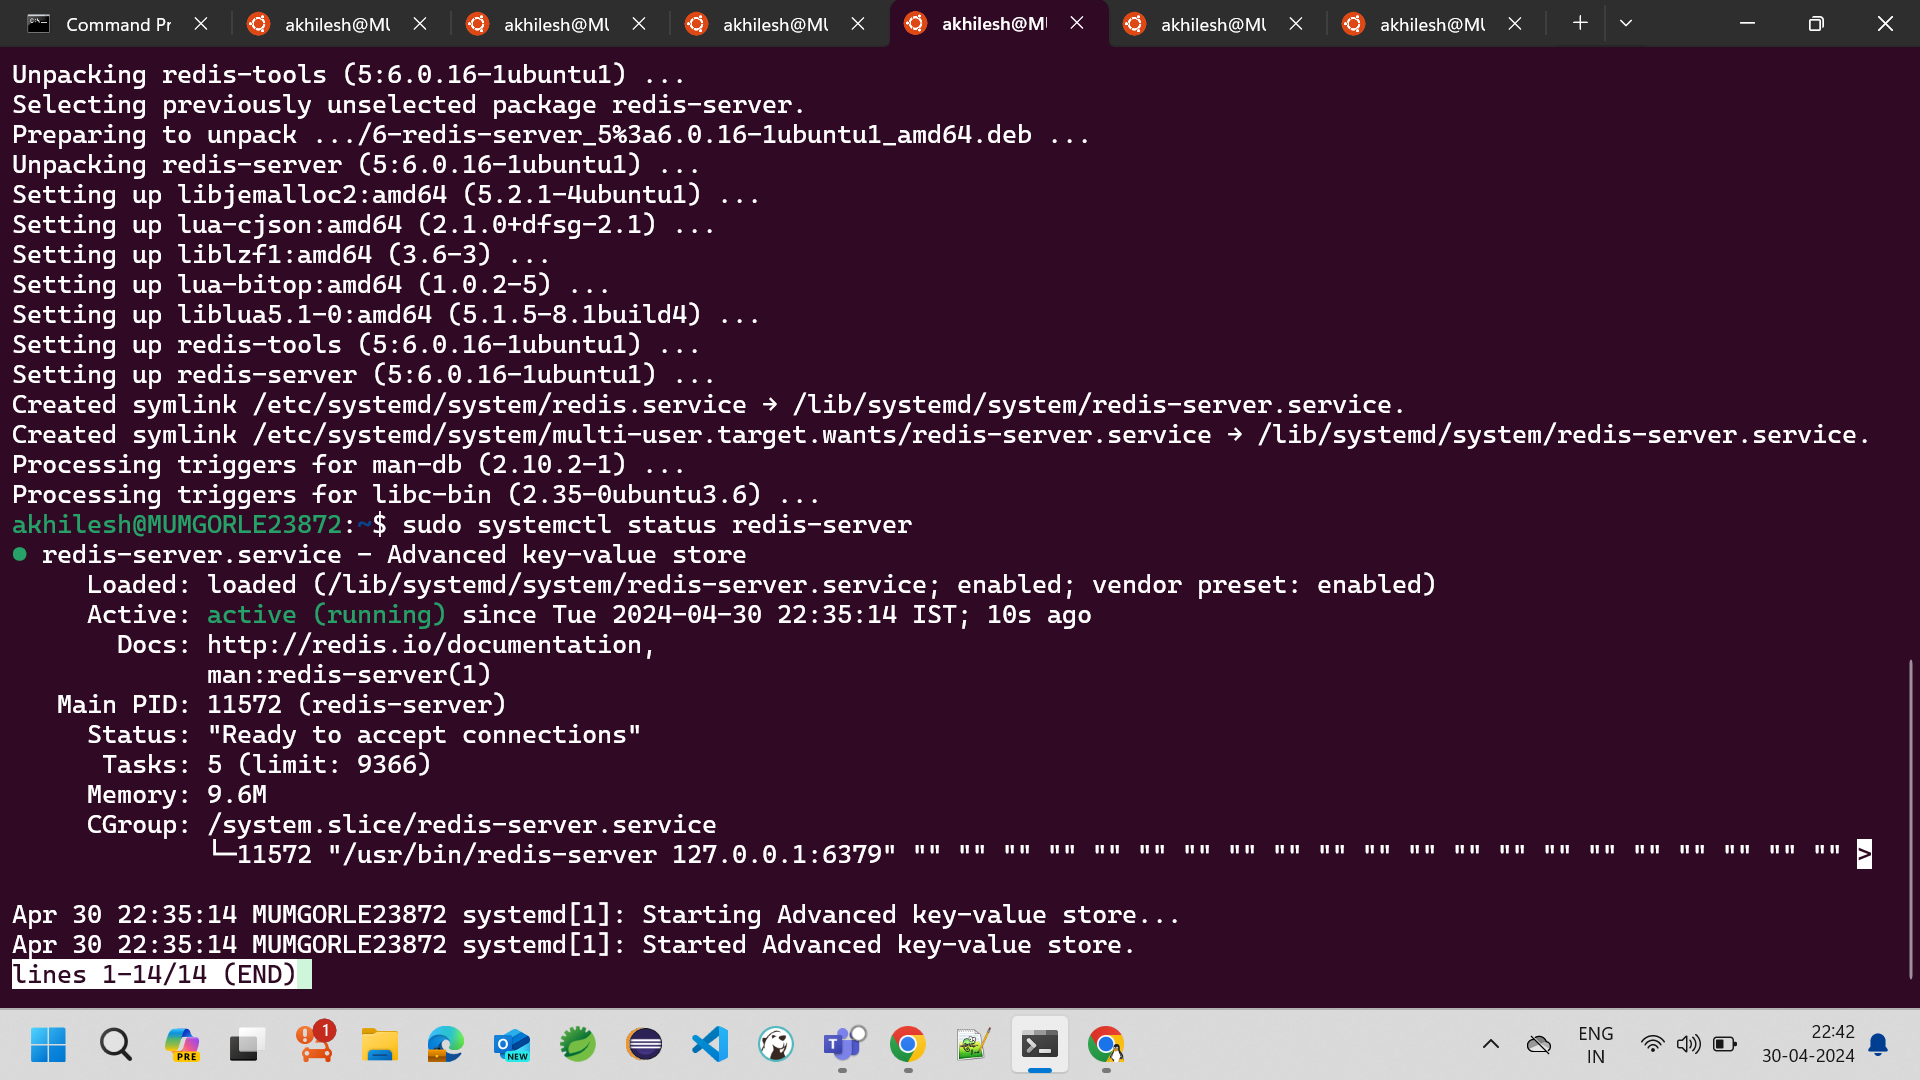 Command Pr
akhilesh@MU
akhilesh@MU
akhilesh@MU
akhilesh@MU
akhilesh@MU
akhilesh@MU
Unpacking redis-tools (5:6.0.16-1ubuntu1) ...
Selecting previously unselected package redis-server.
Preparing to unpack .../6-redis-server_5%3a6.0.16-1ubuntu1_amd64.deb ...
Unpacking redis-server (5:6.0.16-1ubuntu1) ...
Setting up libjemalloc2:amd64 (5.2.1-4ubuntu1) ...
Setting up lua-cjson:amd64 (2.1.0+dfsg-2.1) ...
Setting up liblzf1:amd64 (3.6-3) ...
Setting up lua-bitop:amd64 (1.0.2-5) ...
Setting up liblua5.1-0:amd64 (5.1.5-8.1build4) ...
Setting up redis-tools (5:6.0.16-1ubuntu1) ...
Setting up redis-server (5:6.0.16-1ubuntu1) ...
Created symlink /etc/systemd/system/redis.service → /lib/systemd/system/redis-server.service.
Created symlink /etc/systemd/system/multi-user.target.wants/redis-server.service → /lib/systemd/system/redis-server.service.
Processing triggers for man-db (2.10.2-1) ...
Processing triggers for libc-bin (2.35-0ubuntu3.6) ...
akhilesh@MUMGORLE23872:~$ sudo systemctl status redis-server
● redis-server.service - Advanced key-value store
Loaded: loaded (/lib/systemd/system/redis-server.service; enabled; vendor preset: enabled)
Active: active (running) since Tue 2024-04-30 22:35:14 IST; 10s ago
Docs: http://redis.io/documentation,
man:redis-server(1)
Main PID: 11572 (redis-server)
Status: "Ready to accept connections"
Tasks: 5 (limit: 9366)
Memory: 9.6M
CGroup: /system.slice/redis-server.service
└─11572 "/usr/bin/redis-server 127.0.0.1:6379" "" "" "" "" "" "" "" "" "" "" "" "" "" "" "" "" "" "" "" "" "" >
Apr 30 22:35:14 MUMGORLE23872 systemd[1]: Starting Advanced key-value store...
Apr 30 22:35:14 MUMGORLE23872 systemd[1]: Started Advanced key-value store.
lines 1-14/14 (END)
PRE
1
NEW
ENG
IN
22:42
30-04-2024